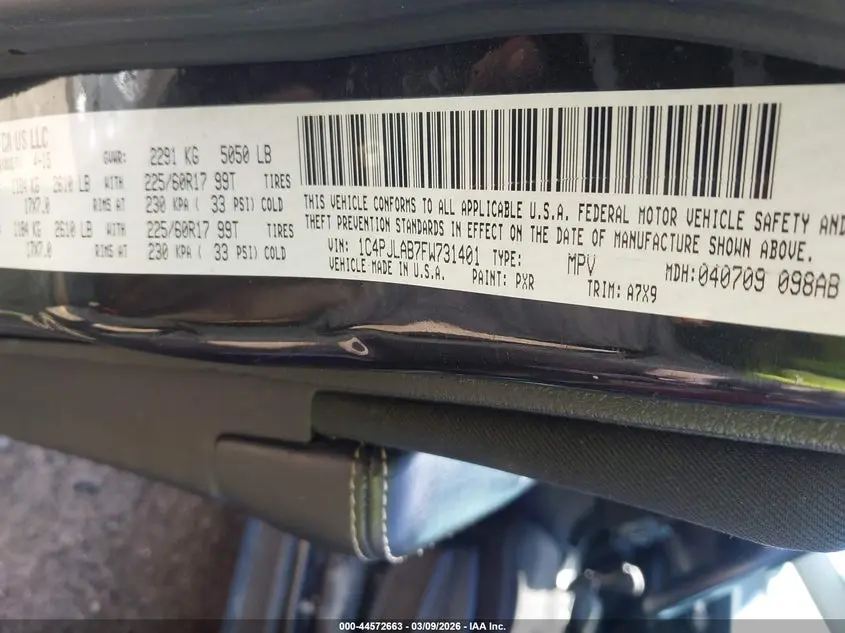 US LLC
4-15
GVWR: 2291 KG 5050 LB
1184 KG 2610 LB WITH 225/60R17 99T TIRES
17X7.0 RIMS AT 230 KPA ( 33 PSI) COLD
1184 KG 2610 LB WITH 225/60R17 99T TIRES
17X7.0 RIMS AT 230 KPA ( 33 PSI) COLD
THIS VEHICLE CONFORMS TO ALL APPLICABLE U.S.A. FEDERAL MOTOR VEHICLE SAFETY AND
THEFT PREVENTION STANDARDS IN EFFECT ON THE DATE OF MANUFACTURE SHOWN ABOVE.
VIN: 1C4PJLAB7FW731401 TYPE: MPV MDH:040709 098AB
VEHICLE MADE IN U.S.A. PAINT: PXR TRIM: A7X9
000-44572663 - 03/09/2026 - IAA Inc.